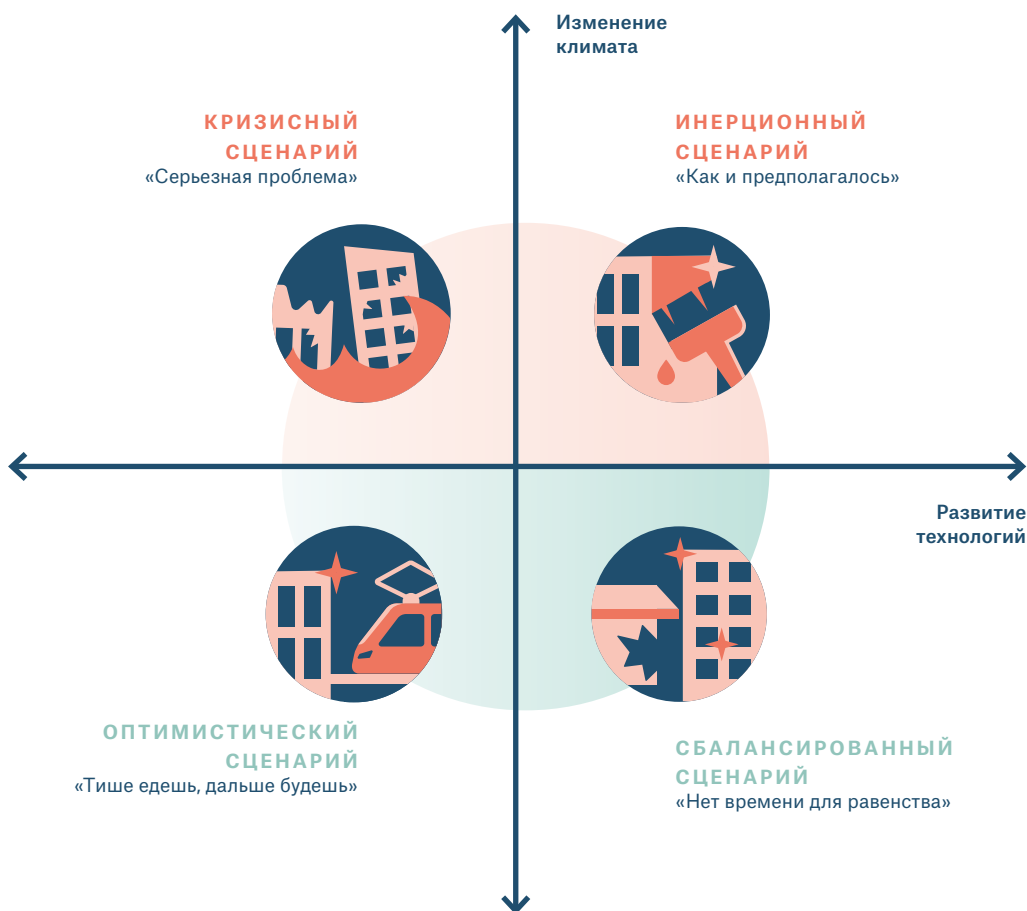 Изменение
климата
КРИЗИСНЫЙ
СЦЕНАРИЙ
«Серьезная проблема»
ИНЕРЦИОННЫЙ
СЦЕНАРИЙ
«Как и предполагалось»
Развитие
технологий
ОПТИМИСТИЧЕСКИЙ
СЦЕНАРИЙ
«Тише едешь, дальше будешь»
СБАЛАНСИРОВАННЫЙ
СЦЕНАРИЙ
«Нет времени для равенства»